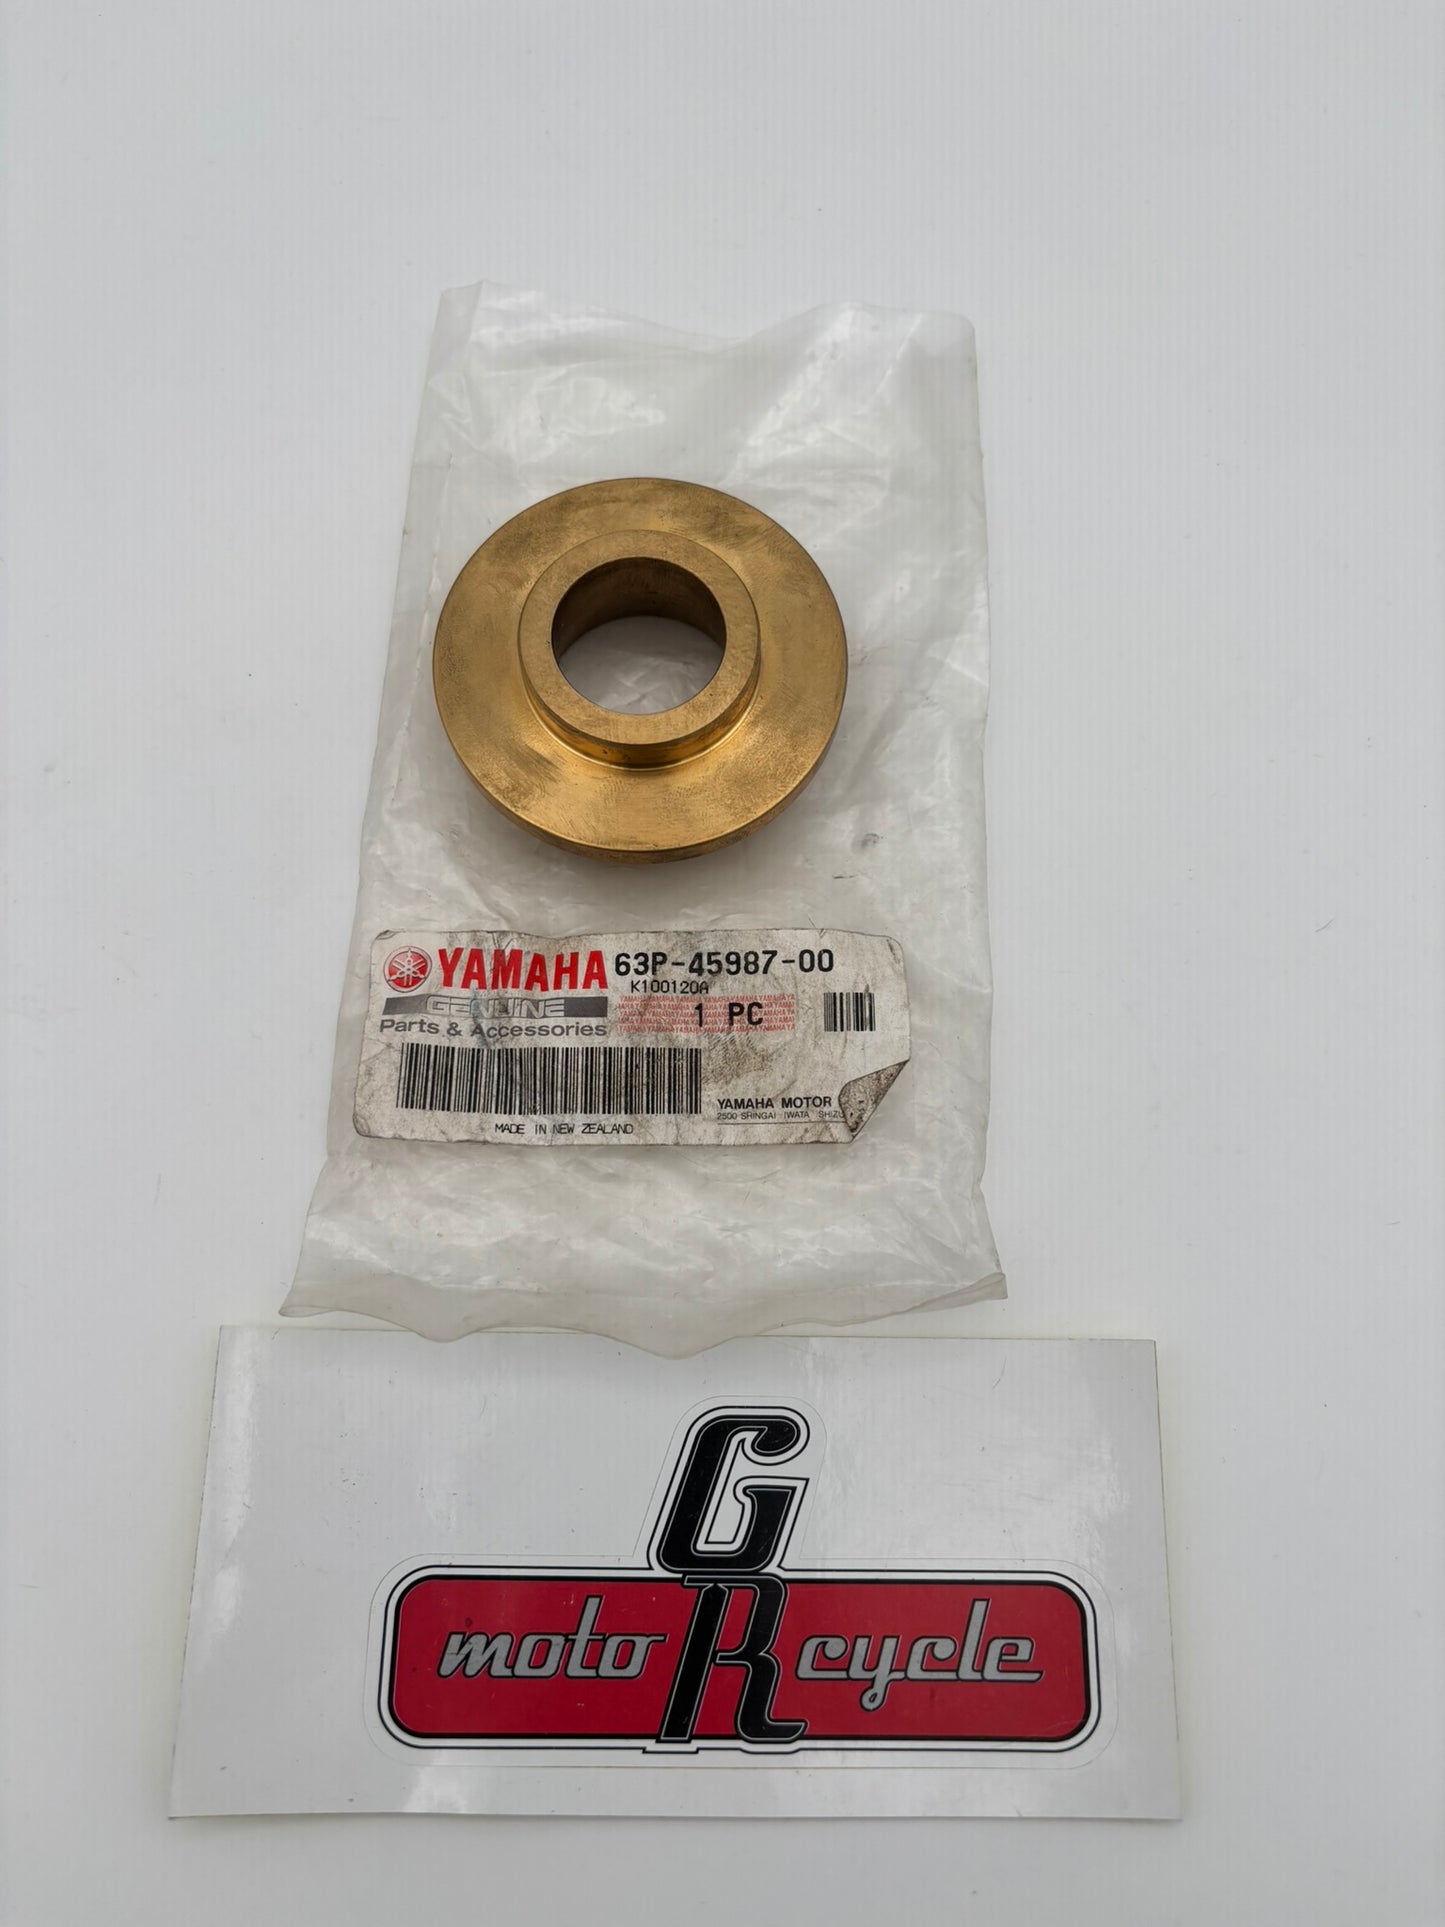 YAMAHA 63P-45987-00
K100120A
GENUINE
Parts & Accessories
1 PC
YAMAHA MOTOR
2500 SHINGAI IWATA SHIZU
MADE IN NEW ZEALAND
G
moto R cycle